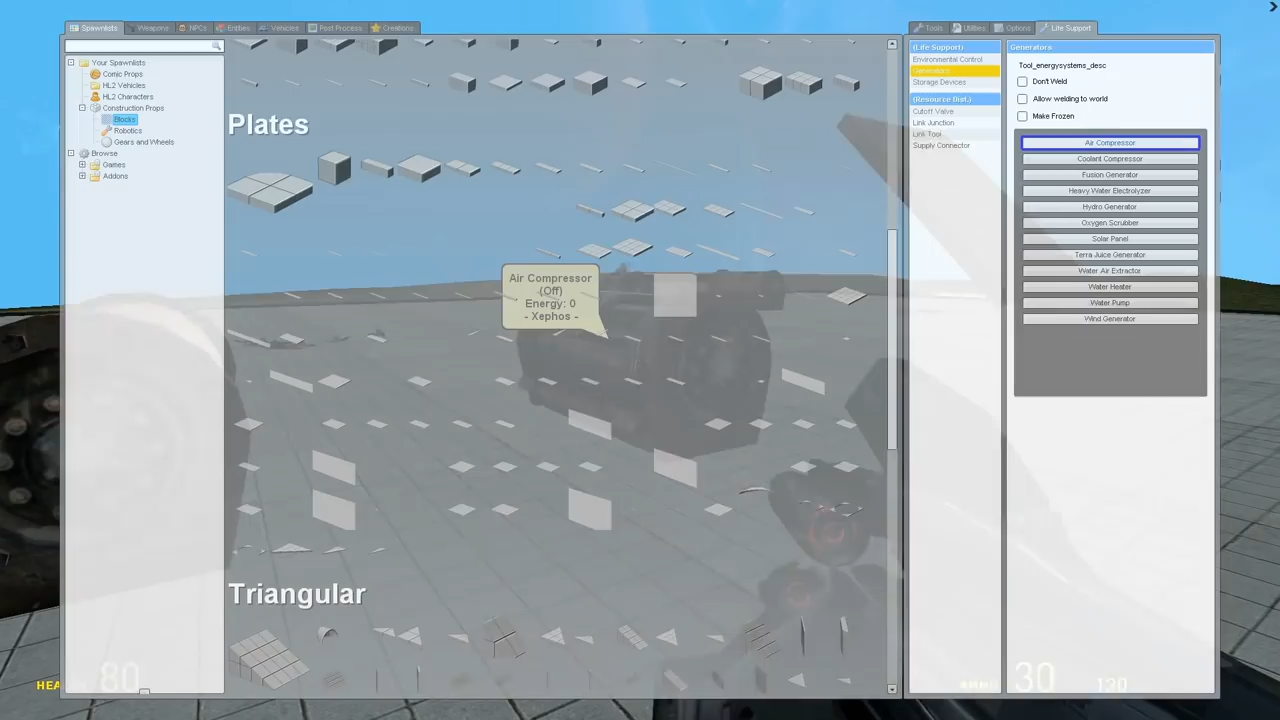 Spawnlists
Weapons
NPCs
Entities
Vehicles
Post Process
Creations
Your Spawnlists
Comic Props
HL2 Vehicles
HL2 Characters
Construction Props
Blocks
Robotics
Gears and Wheels
Browse
Games
Addons
Plates
Air Compressor
(Off)
Energy: 0
- Xephos -
Triangular
80
Tools
Utilities
Options
Life Support
(Life Support)
Environmental Control
Generators
Storage Devices
(Resource Dist.)
Cutoff Valve
Link Junction
Link Tool
Supply Connector
Generators
Tool_energysystems_desc
Don't Weld
Allow welding to world
Make Frozen
Air Compressor
Coolant Compressor
Fusion Generator
Heavy Water Electrolyzer
Hydro Generator
Oxygen Scrubber
Solar Panel
Terra Juice Generator
Water Air Extractor
Water Heater
Water Pump
Wind Generator
30